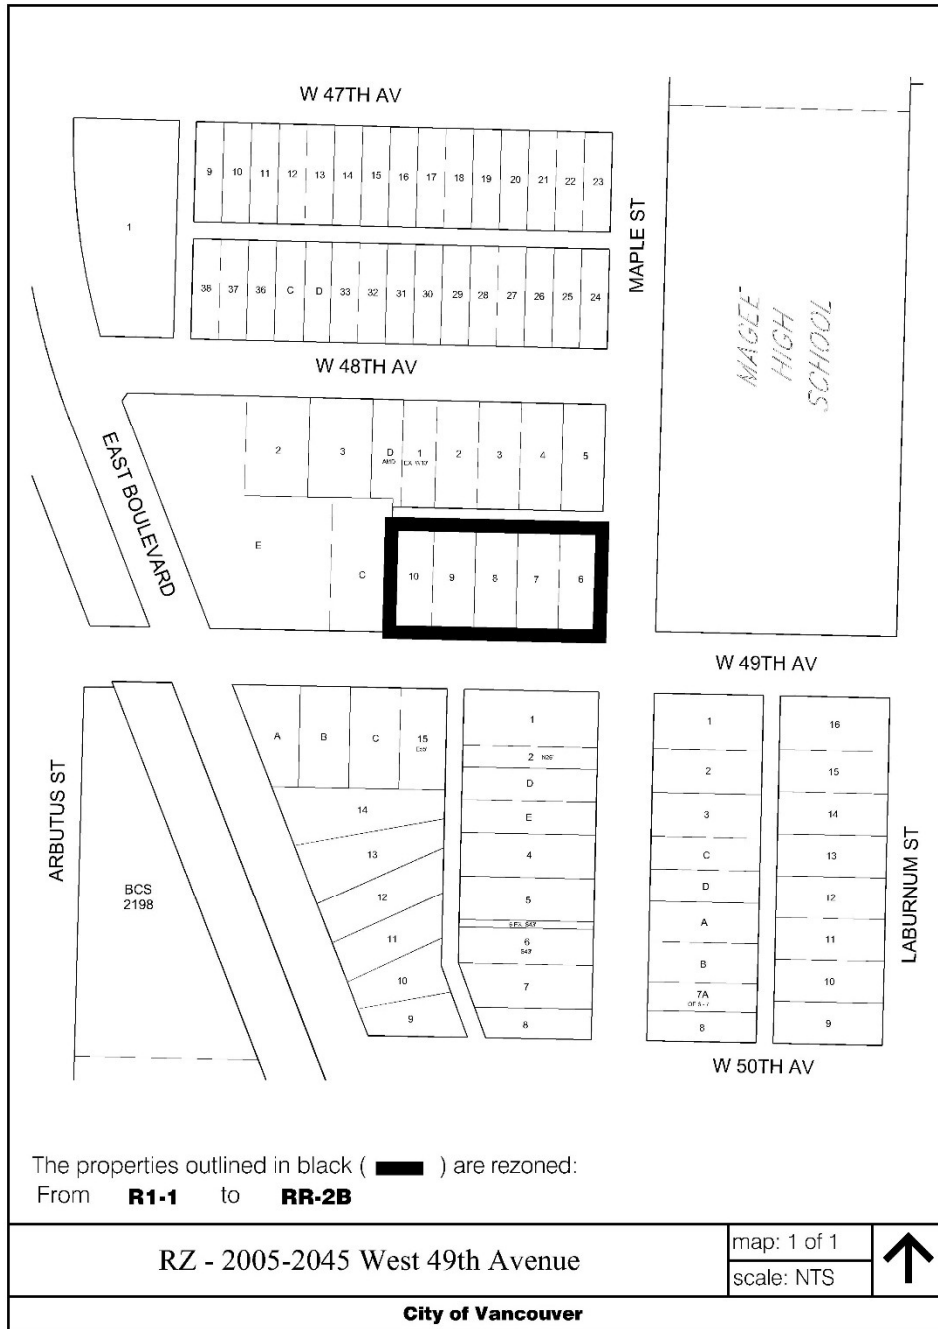 W 47TH AV
9 10 11 12 13 14 15 16 17 18 19 20 21 22 23
1
MAPLE ST
38 37 36 C D 33 32 31 30 29 28 27 26 25 24
MAGEE
HIGH
SCHOOL
W 48TH AV
EAST BOULEVARD
2 3 D 1 2 3 4 5
E C 10 9 8 7 6
W 49TH AV
A B C 15
1
2
D
E
4
5
6
7
8
14
13
12
11
10
9
1
2
3
C
D
A
B
7A
8
16
15
14
13
12
11
10
9
ARBUTUS ST
BCS
2198
LABURNUM ST
W 50TH AV
The properties outlined in black ( ) are rezoned:
From R1-1 to RR-2B
RZ - 2005-2045 West 49th Avenue
map: 1 of 1
scale: NTS
City of Vancouver